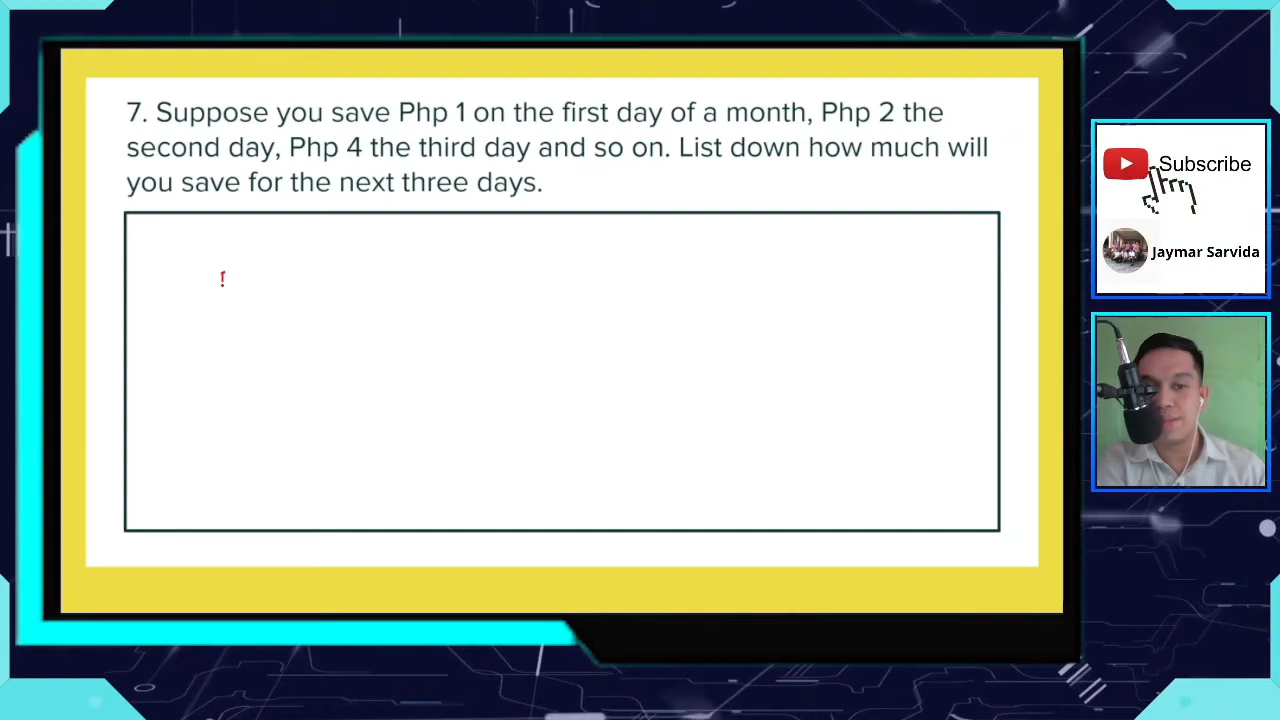 7. Suppose you save Php 1 on the first day of a month, Php 2 the
second day, Php 4 the third day and so on. List down how much will
you save for the next three days.
Subscribe
Jaymar Sarvida